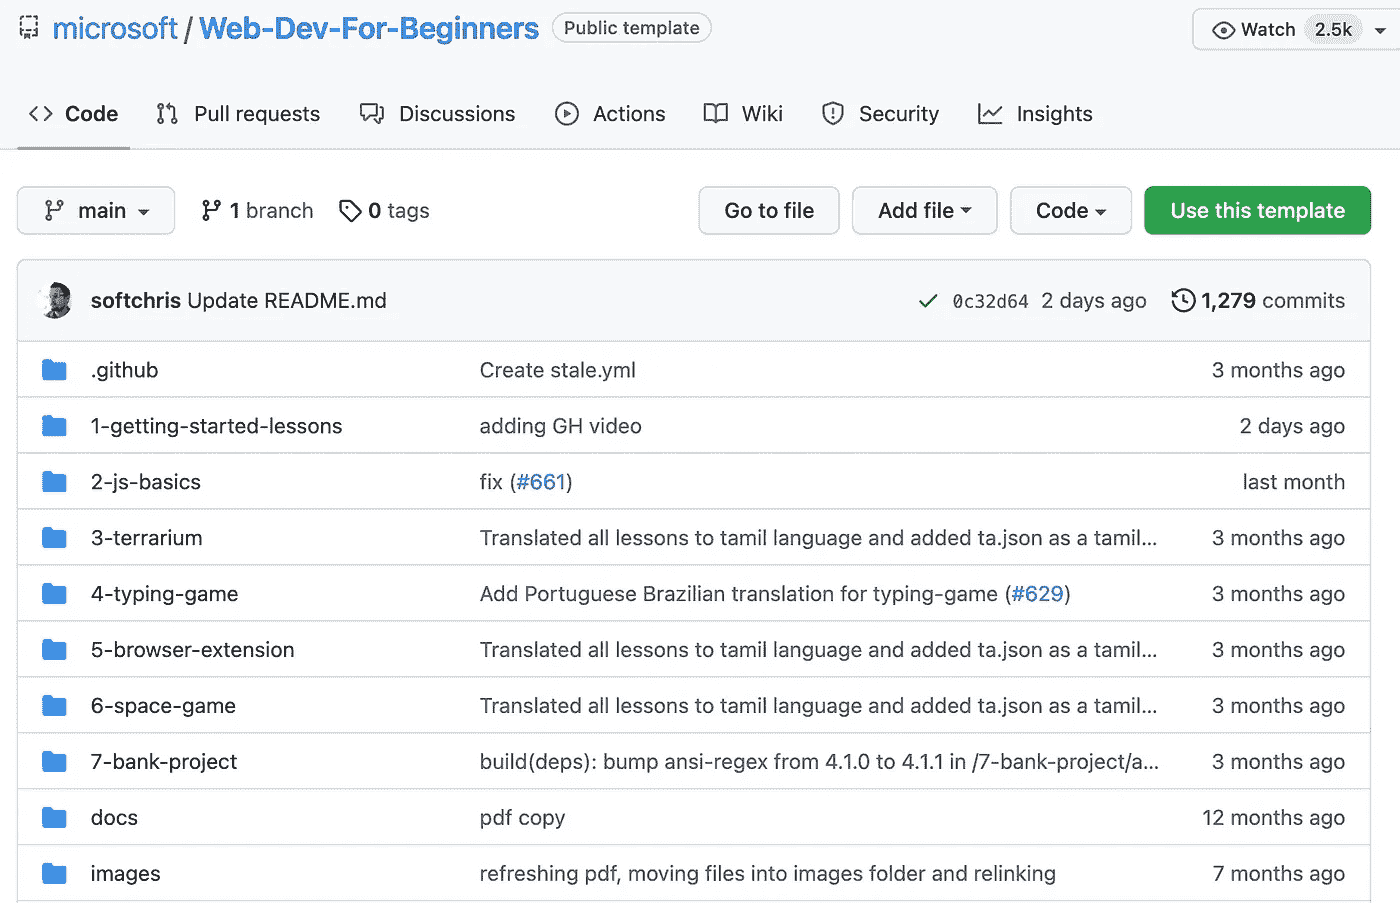 microsoft / Web-Dev-For-Beginners Public template Watch 2.5k
Code Pull requests Discussions Actions Wiki Security Insights
main 1 branch 0 tags Go to file Add file Code Use this template
softchris Update README.md 0c32d64 2 days ago 1,279 commits
.github Create stale.yml 3 months ago
1-getting-started-lessons adding GH video 2 days ago
2-js-basics fix (#661) last month
3-terrarium Translated all lessons to tamil language and added ta.json as a tamil... 3 months ago
4-typing-game Add Portuguese Brazilian translation for typing-game (#629) 3 months ago
5-browser-extension Translated all lessons to tamil language and added ta.json as a tamil... 3 months ago
6-space-game Translated all lessons to tamil language and added ta.json as a tamil... 3 months ago
7-bank-project build(deps): bump ansi-regex from 4.1.0 to 4.1.1 in /7-bank-project/a... 3 months ago
docs pdf copy 12 months ago
images refreshing pdf, moving files into images folder and relinking 7 months ago